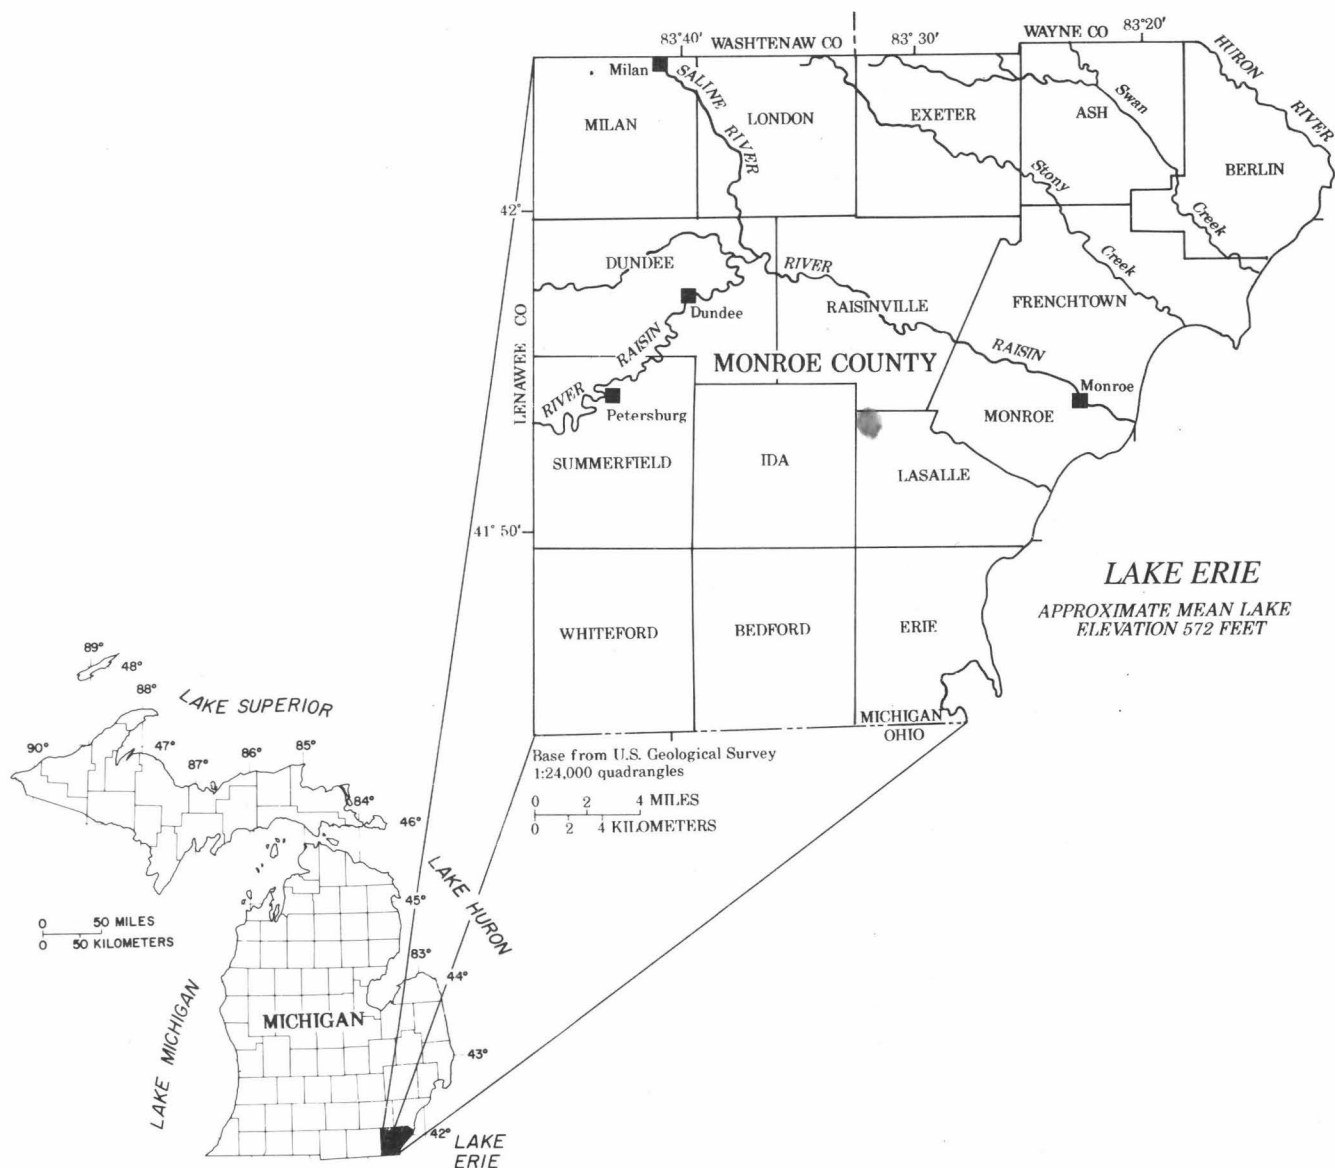 83°40'
WASHTENAW CO
83°30'
WAYNE CO
83°20'
HURON
RIVER
Milan
SALINE
RIVER
MILAN
LONDON
EXETER
ASH
Swan
Creek
BERLIN
Stony
Creek
42°
DUNDEE
RIVER
RAISINVILLE
FRENCHTOWN
Dundee
LENAWEE CO
RIVER RAISIN
RAISIN
MONROE COUNTY
Monroe
MONROE
Petersburg
SUMMERFIELD
IDA
LASALLE
41° 50'
LAKE ERIE
APPROXIMATE MEAN LAKE
ELEVATION 572 FEET
WHITEFORD
BEDFORD
ERIE
MICHIGAN
OHIO
Base from U.S. Geological Survey
1:24,000 quadrangles
0 2 4 MILES
0 2 4 KILOMETERS
89°
48°
88°
LAKE SUPERIOR
90°
47°
87°
86°
85°
84°
46°
LAKE HURON
45°
0 50 MILES
0 50 KILOMETERS
83°
44°
LAKE MICHIGAN
MICHIGAN
43°
42°
LAKE
ERIE